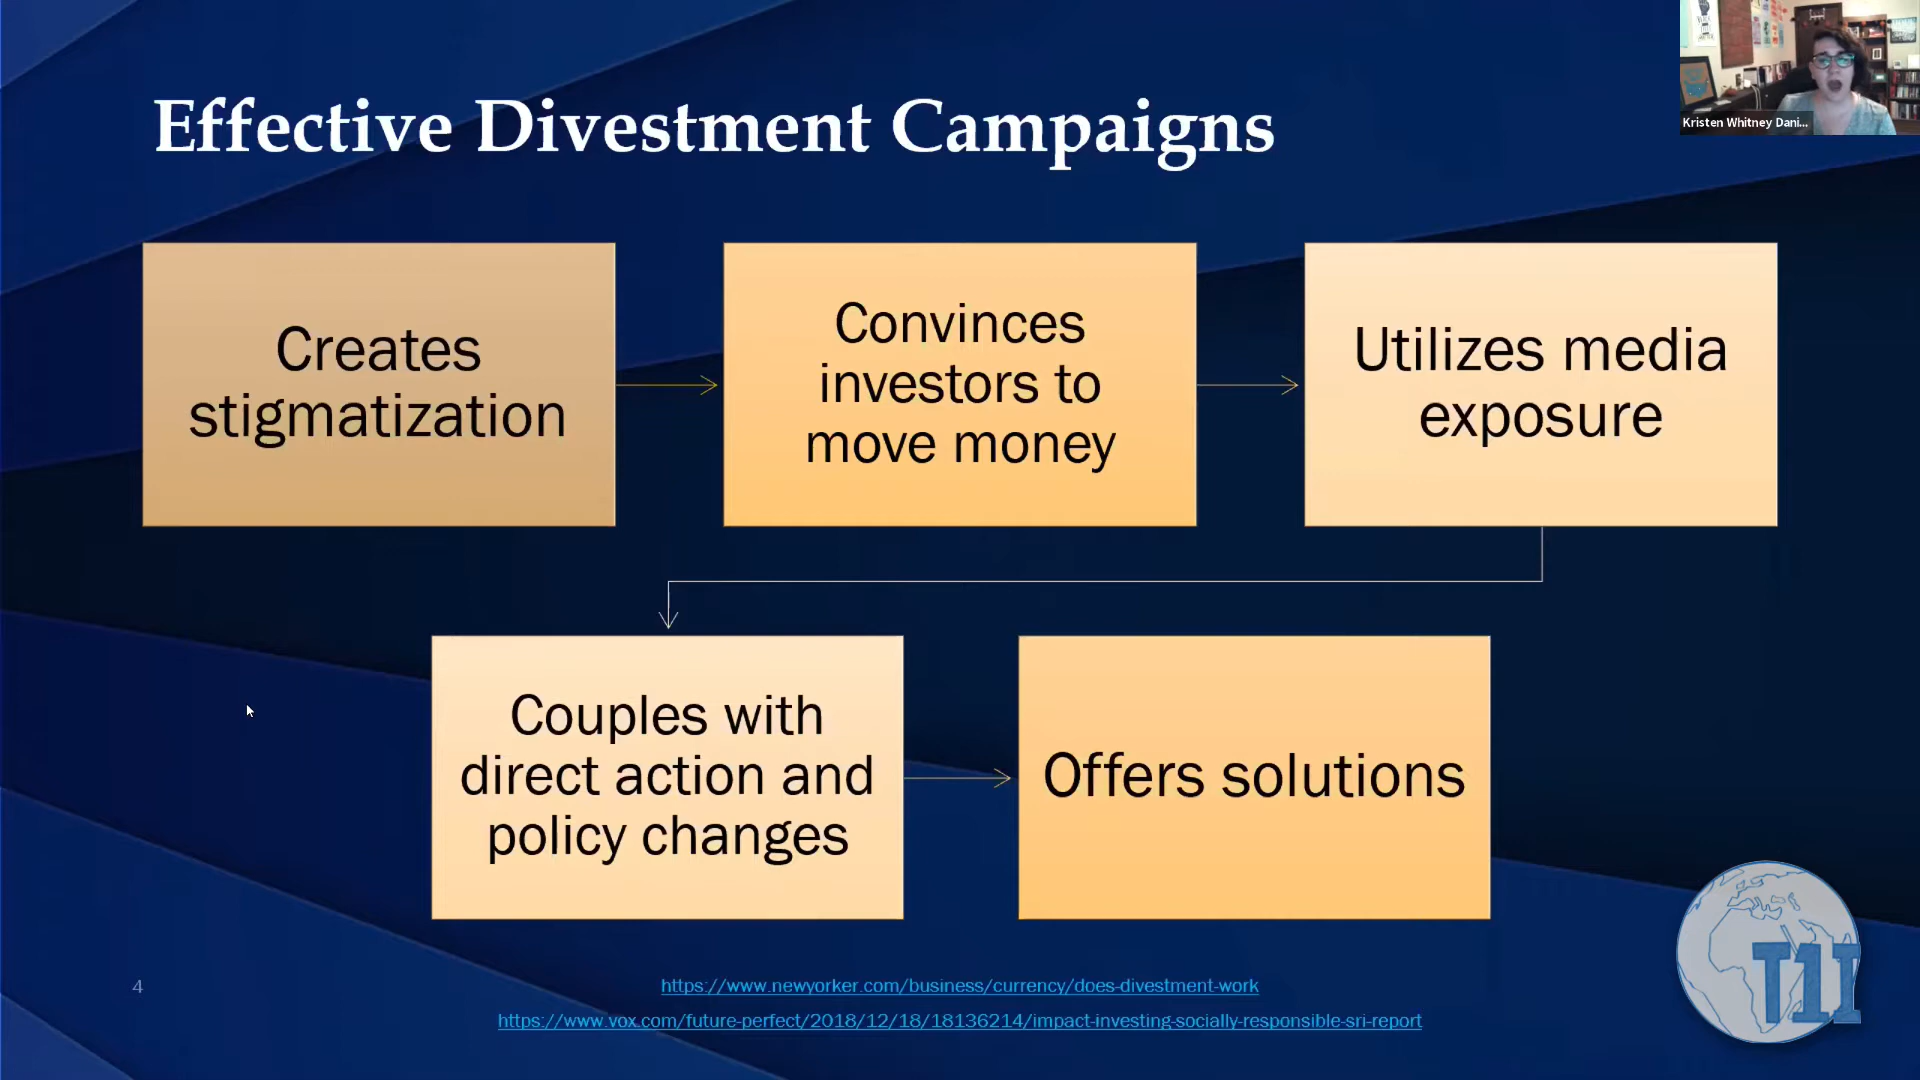 Effective Divestment Campaigns
Kristen Whitney Dani...
Creates
stigmatization
Convinces
investors to
move money
Utilizes media
exposure
Couples with
direct action and
policy changes
Offers solutions
4
https://www.newyorker.com/business/currency/does-divestment-work
https://www.vox.com/future-perfect/2018/12/18/18136214/impact-investing-socially-responsible-sri-report
T1I